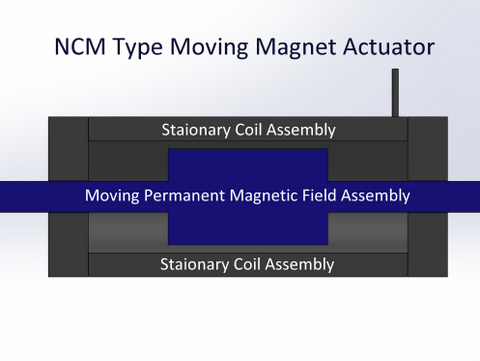 NCM Type Moving Magnet Actuator
Staionary Coil Assembly
Moving Permanent Magnetic Field Assembly
Staionary Coil Assembly